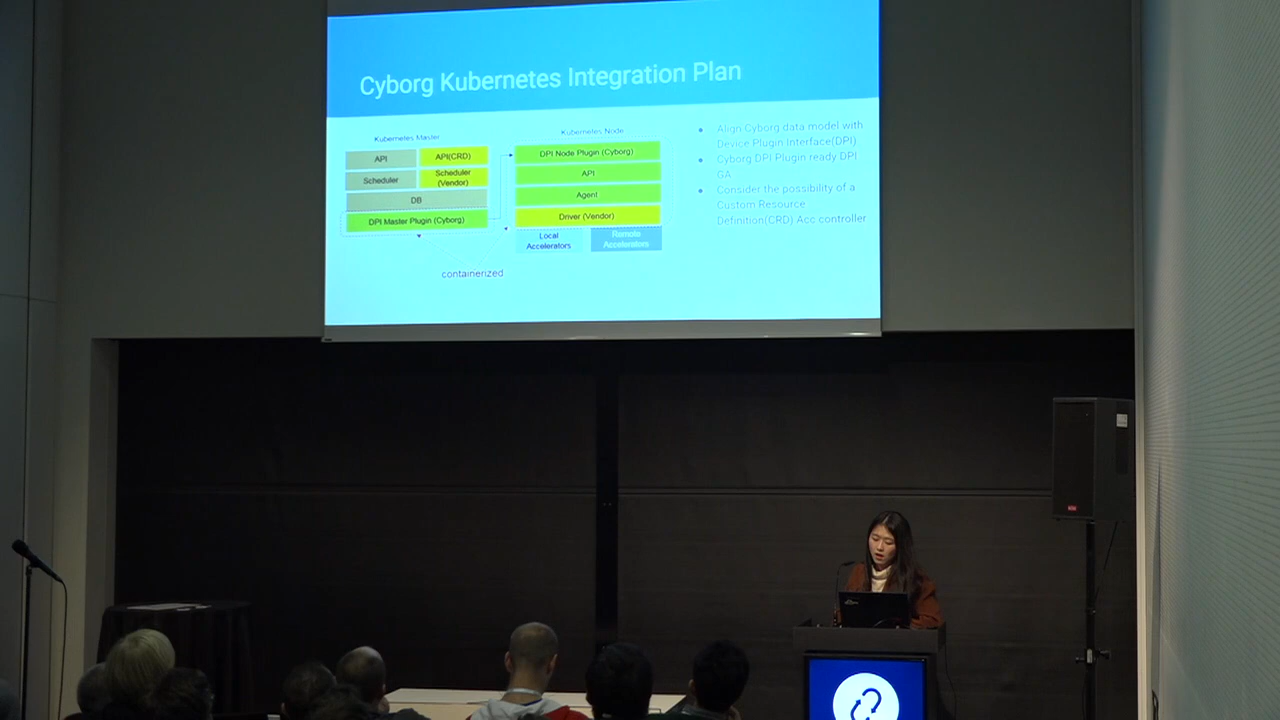 Cyborg Kubernetes Integration Plan
Kubernetes Master
API
API(CRD)
Scheduler
Scheduler
(Vendor)
DB
DPI Master Plugin (Cyborg)
Kubernetes Node
DPI Node Plugin (Cyborg)
API
Agent
Driver (Vendor)
Local
Accelerators
Remote
Accelerators
containerized
Align Cyborg data model with
Device Plugin Interface(DPI)
Cyborg DPI Plugin ready DPI
GA
Consider the possibility of a
Custom Resource
Definition(CRD) Acc controller